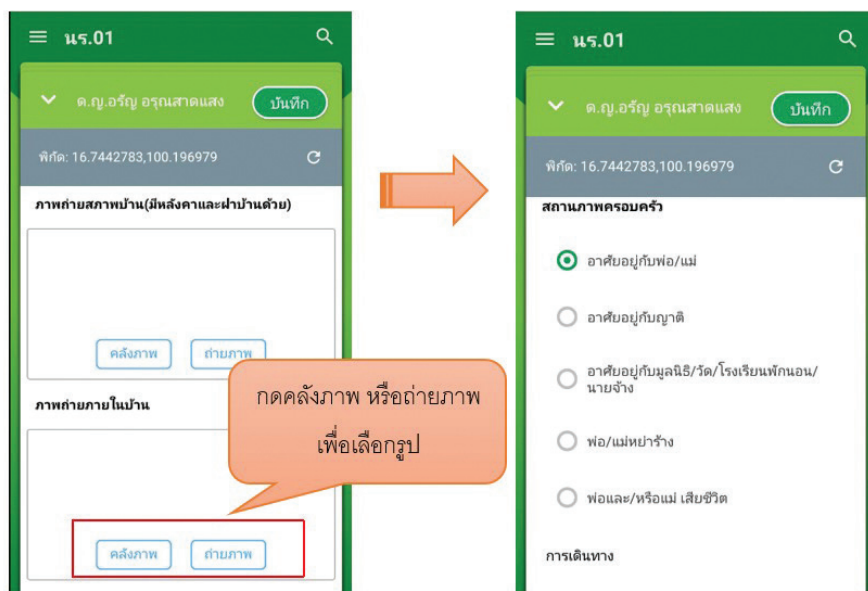 นร.01
ด.ญ.อรัญ อรุณสาดแสง
บันทึก
พิกัด: 16.7442783,100.196979
ภาพถ่ายสภาพบ้าน(มีหลังคาและฝาบ้านด้วย)
คลังภาพ
ถ่ายภาพ
ภาพถ่ายภายในบ้าน
กดคลังภาพ หรือถ่ายภาพ
เพื่อเลือกรูป
คลังภาพ
ถ่ายภาพ
นร.01
ด.ญ.อรัญ อรุณสาดแสง
บันทึก
พิกัด: 16.7442783,100.196979
สถานภาพครอบครัว
อาศัยอยู่กับพ่อ/แม่
อาศัยอยู่กับญาติ
อาศัยอยู่กับมูลนิธิ/วัด/โรงเรียนพักนอน/
นายจ้าง
พ่อ/แม่หย่าร้าง
พ่อและ/หรือแม่ เสียชีวิต
การเดินทาง